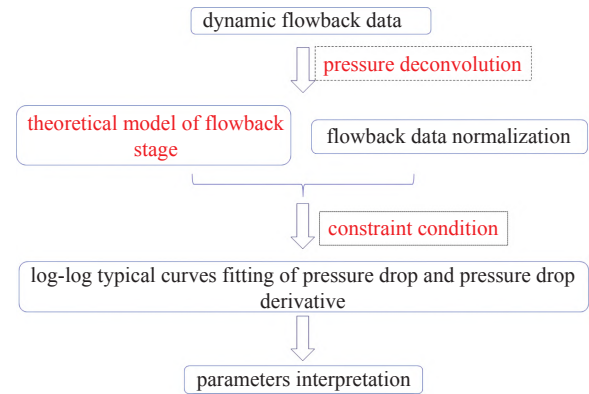 dynamic flowback data
pressure deconvolution
theoretical model of flowback
stage
flowback data normalization
constraint condition
log-log typical curves fitting of pressure drop and pressure drop
derivative
parameters interpretation